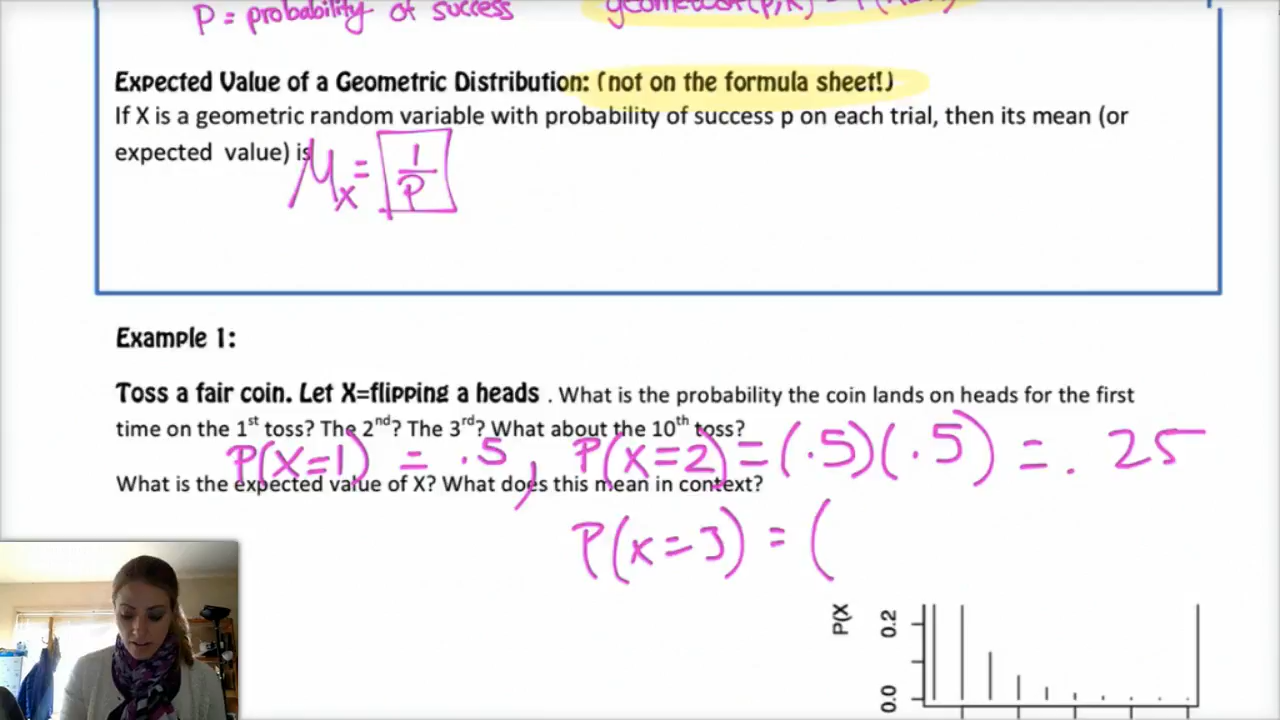 P = probability of success
Expected Value of a Geometric Distribution: (not on the formula sheet!)
If X is a geometric random variable with probability of success p on each trial, then its mean (or
expected value) is
μx = 1/P
Example 1:
Toss a fair coin. Let X=flipping a heads . What is the probability the coin lands on heads for the first
time on the 1st toss? The 2nd? The 3rd? What about the 10th toss?
P(X=1) = .5, P(X=2) = (.5)(.5) = .25
What is the expected value of X? What does this mean in context?
P(x=3) = (
P(X
0.2
0.0